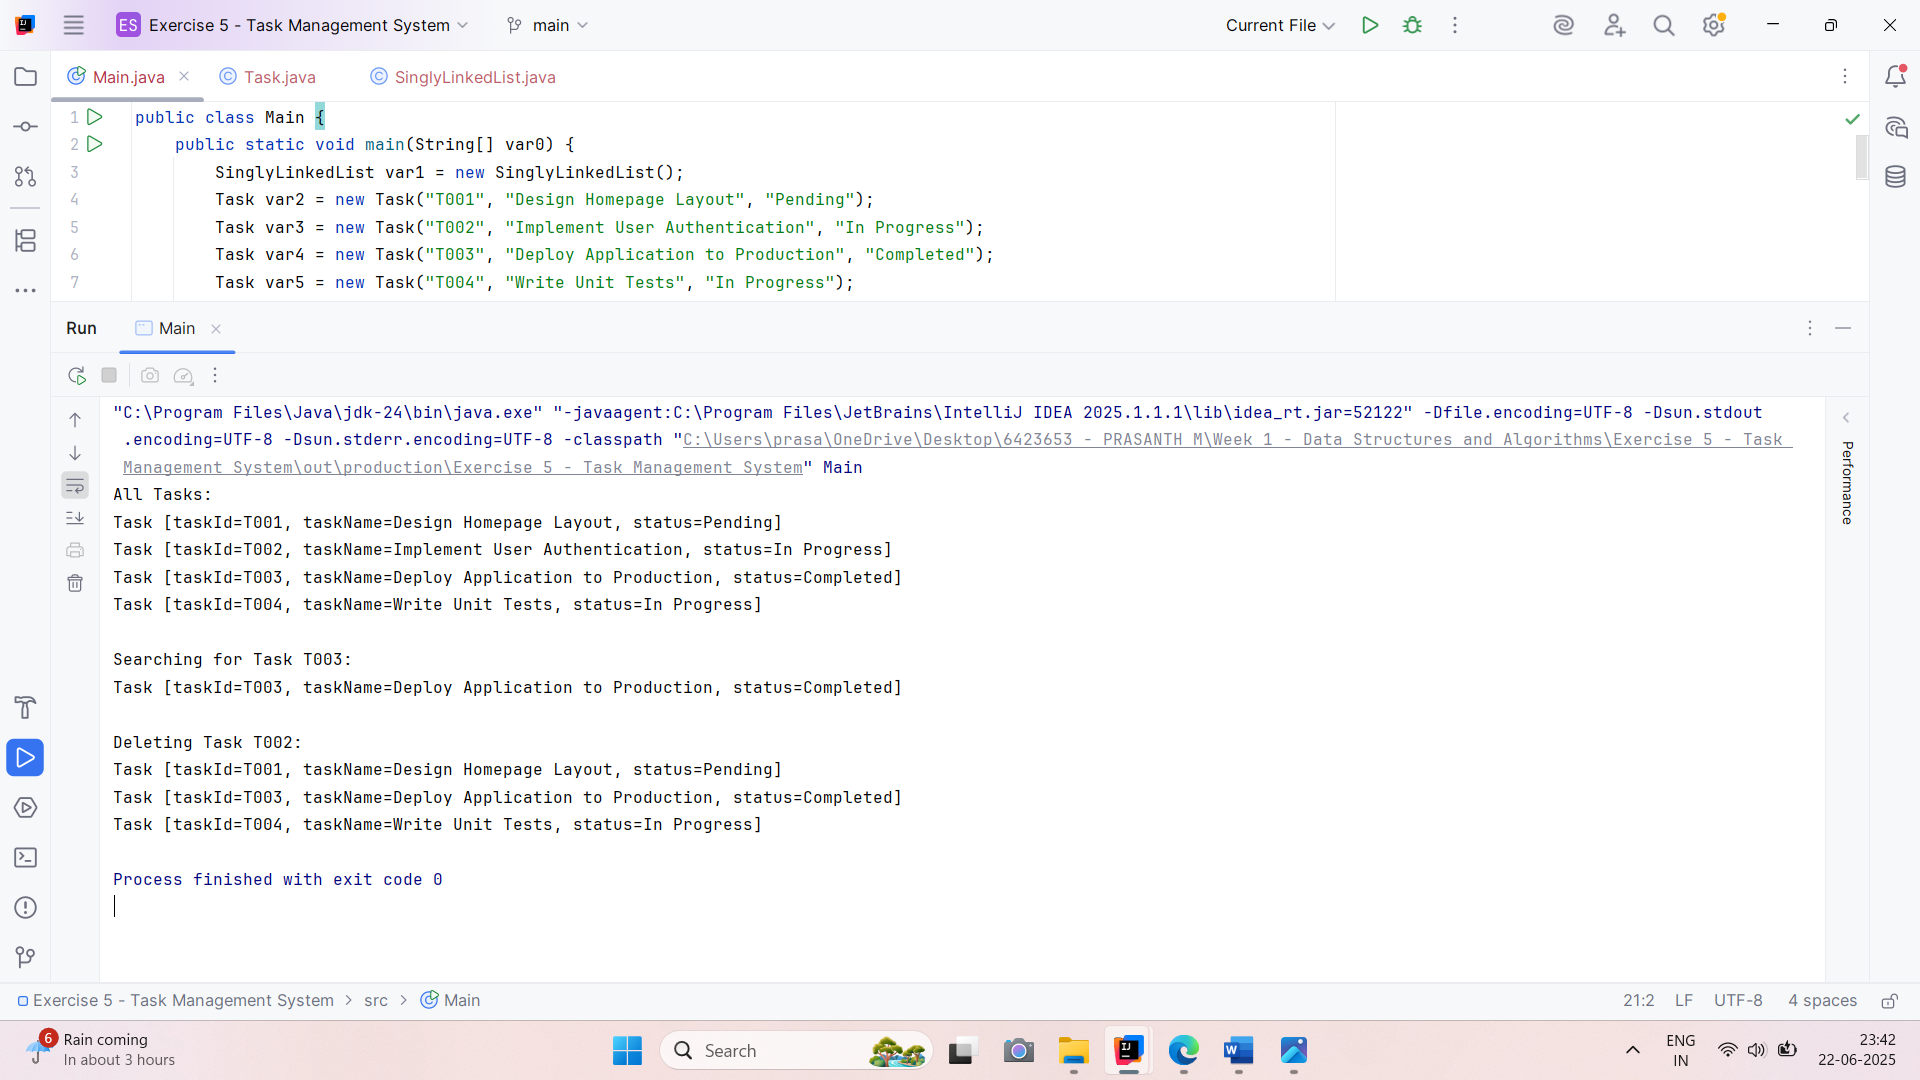 ES Exercise 5 - Task Management System main Current File
Main.java Task.java SinglyLinkedList.java
1 public class Main {
2 public static void main(String[] var0) {
3 SinglyLinkedList var1 = new SinglyLinkedList();
4 Task var2 = new Task("T001", "Design Homepage Layout", "Pending");
5 Task var3 = new Task("T002", "Implement User Authentication", "In Progress");
6 Task var4 = new Task("T003", "Deploy Application to Production", "Completed");
7 Task var5 = new Task("T004", "Write Unit Tests", "In Progress");
Run Main
"C:\Program Files\Java\jdk-24\bin\java.exe" "-javaagent:C:\Program Files\JetBrains\IntelliJ IDEA 2025.1.1.1\lib\idea_rt.jar=52122" -Dfile.encoding=UTF-8 -Dsun.stdout
.encoding=UTF-8 -Dsun.stderr.encoding=UTF-8 -classpath "C:\Users\prasa\OneDrive\Desktop\6423653 - PRASANTH M\Week 1 - Data Structures and Algorithms\Exercise 5 - Task
Management System\out\production\Exercise 5 - Task Management System" Main
All Tasks:
Task [taskId=T001, taskName=Design Homepage Layout, status=Pending]
Task [taskId=T002, taskName=Implement User Authentication, status=In Progress]
Task [taskId=T003, taskName=Deploy Application to Production, status=Completed]
Task [taskId=T004, taskName=Write Unit Tests, status=In Progress]
Searching for Task T003:
Task [taskId=T003, taskName=Deploy Application to Production, status=Completed]
Deleting Task T002:
Task [taskId=T001, taskName=Design Homepage Layout, status=Pending]
Task [taskId=T003, taskName=Deploy Application to Production, status=Completed]
Task [taskId=T004, taskName=Write Unit Tests, status=In Progress]
Process finished with exit code 0
Performance
Exercise 5 - Task Management System > src > Main 21:2 LF UTF-8 4 spaces
6 Rain coming
In about 3 hours
Search
ENG
IN
23:42
22-06-2025